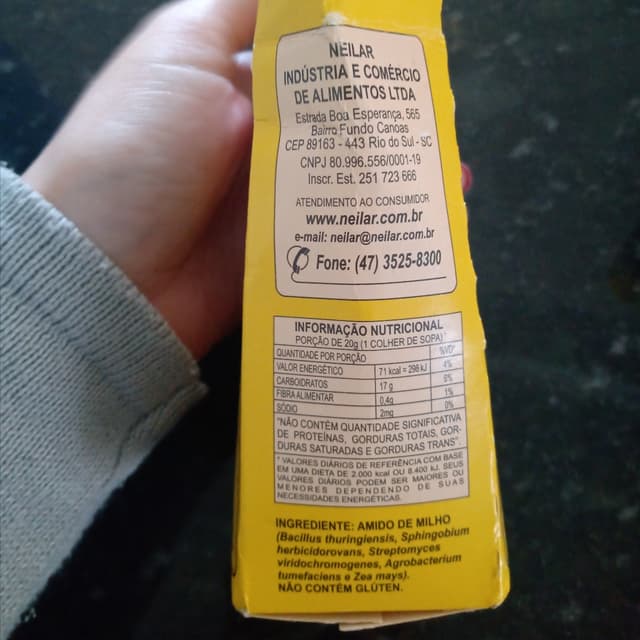 NEILAR
INDÚSTRIA E COMÉRCIO
DE ALIMENTOS LTDA
Estrada Boa Esperança, 565
Bairro Fundo Canoas
CEP 89163 - 443 Rio do Sul - SC
CNPJ 80.996.556/0001-19
Inscr. Est. 251 723 666
ATENDIMENTO AO CONSUMIDOR
www.neilar.com.br
e-mail: neilar@neilar.com.br
Fone: (47) 3525-8300
INFORMAÇÃO NUTRICIONAL
PORÇÃO DE 20g (1 COLHER DE SOPA)
QUANTIDADE POR PORÇÃO %VD*
VALOR ENERGÉTICO 71 kcal = 298 kJ 4%
CARBOIDRATOS 17 g 6%
FIBRA ALIMENTAR 0,4g 1%
SÓDIO 2mg 0%
"NÃO CONTÉM QUANTIDADE SIGNIFICATIVA
DE PROTEÍNAS, GORDURAS TOTAIS, GOR-
DURAS SATURADAS E GORDURAS TRANS"
* VALORES DIÁRIOS DE REFERÊNCIA COM BASE
EM UMA DIETA DE 2.000 kcal OU 8.400 kJ. SEUS
VALORES DIÁRIOS PODEM SER MAIORES OU
MENORES DEPENDENDO DE SUAS
NECESSIDADES ENERGÉTICAS.
INGREDIENTE: AMIDO DE MILHO
(Bacillus thuringiensis, Sphingobium
herbicidorovans, Streptomyces
viridochromogenes, Agrobacterium
tumefaciens e Zea mays).
NÃO CONTÉM GLÚTEN.